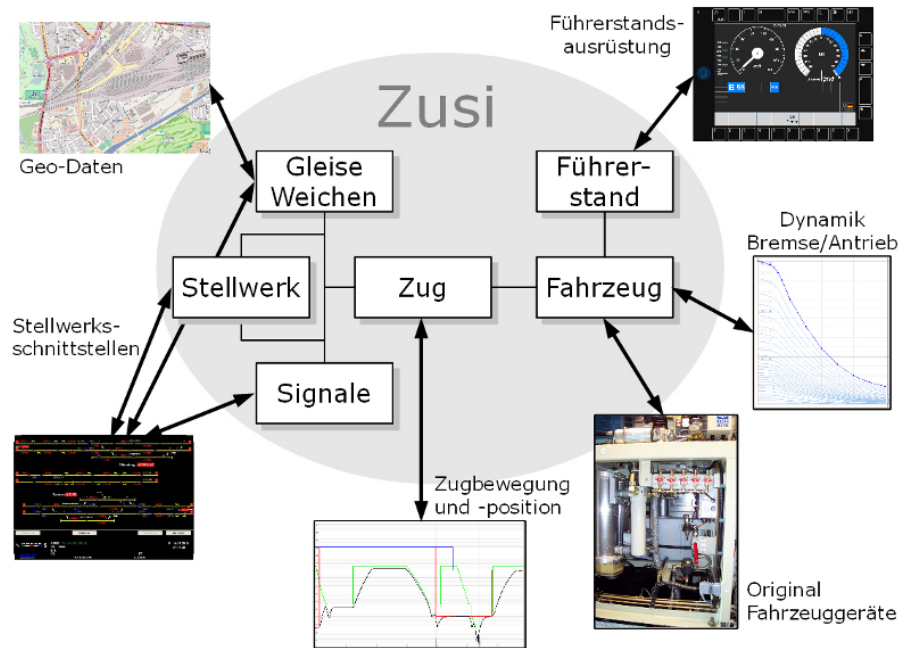 Führerstands-
ausrüstung
Zusi
Geo-Daten
Gleise
Weichen
Führer-
stand
Dynamik
Bremse/Antrieb
Stellwerk
Zug
Fahrzeug
Stellwerks-
schnittstellen
Signale
Zugbewegung
und -position
Original
Fahrzeuggeräte